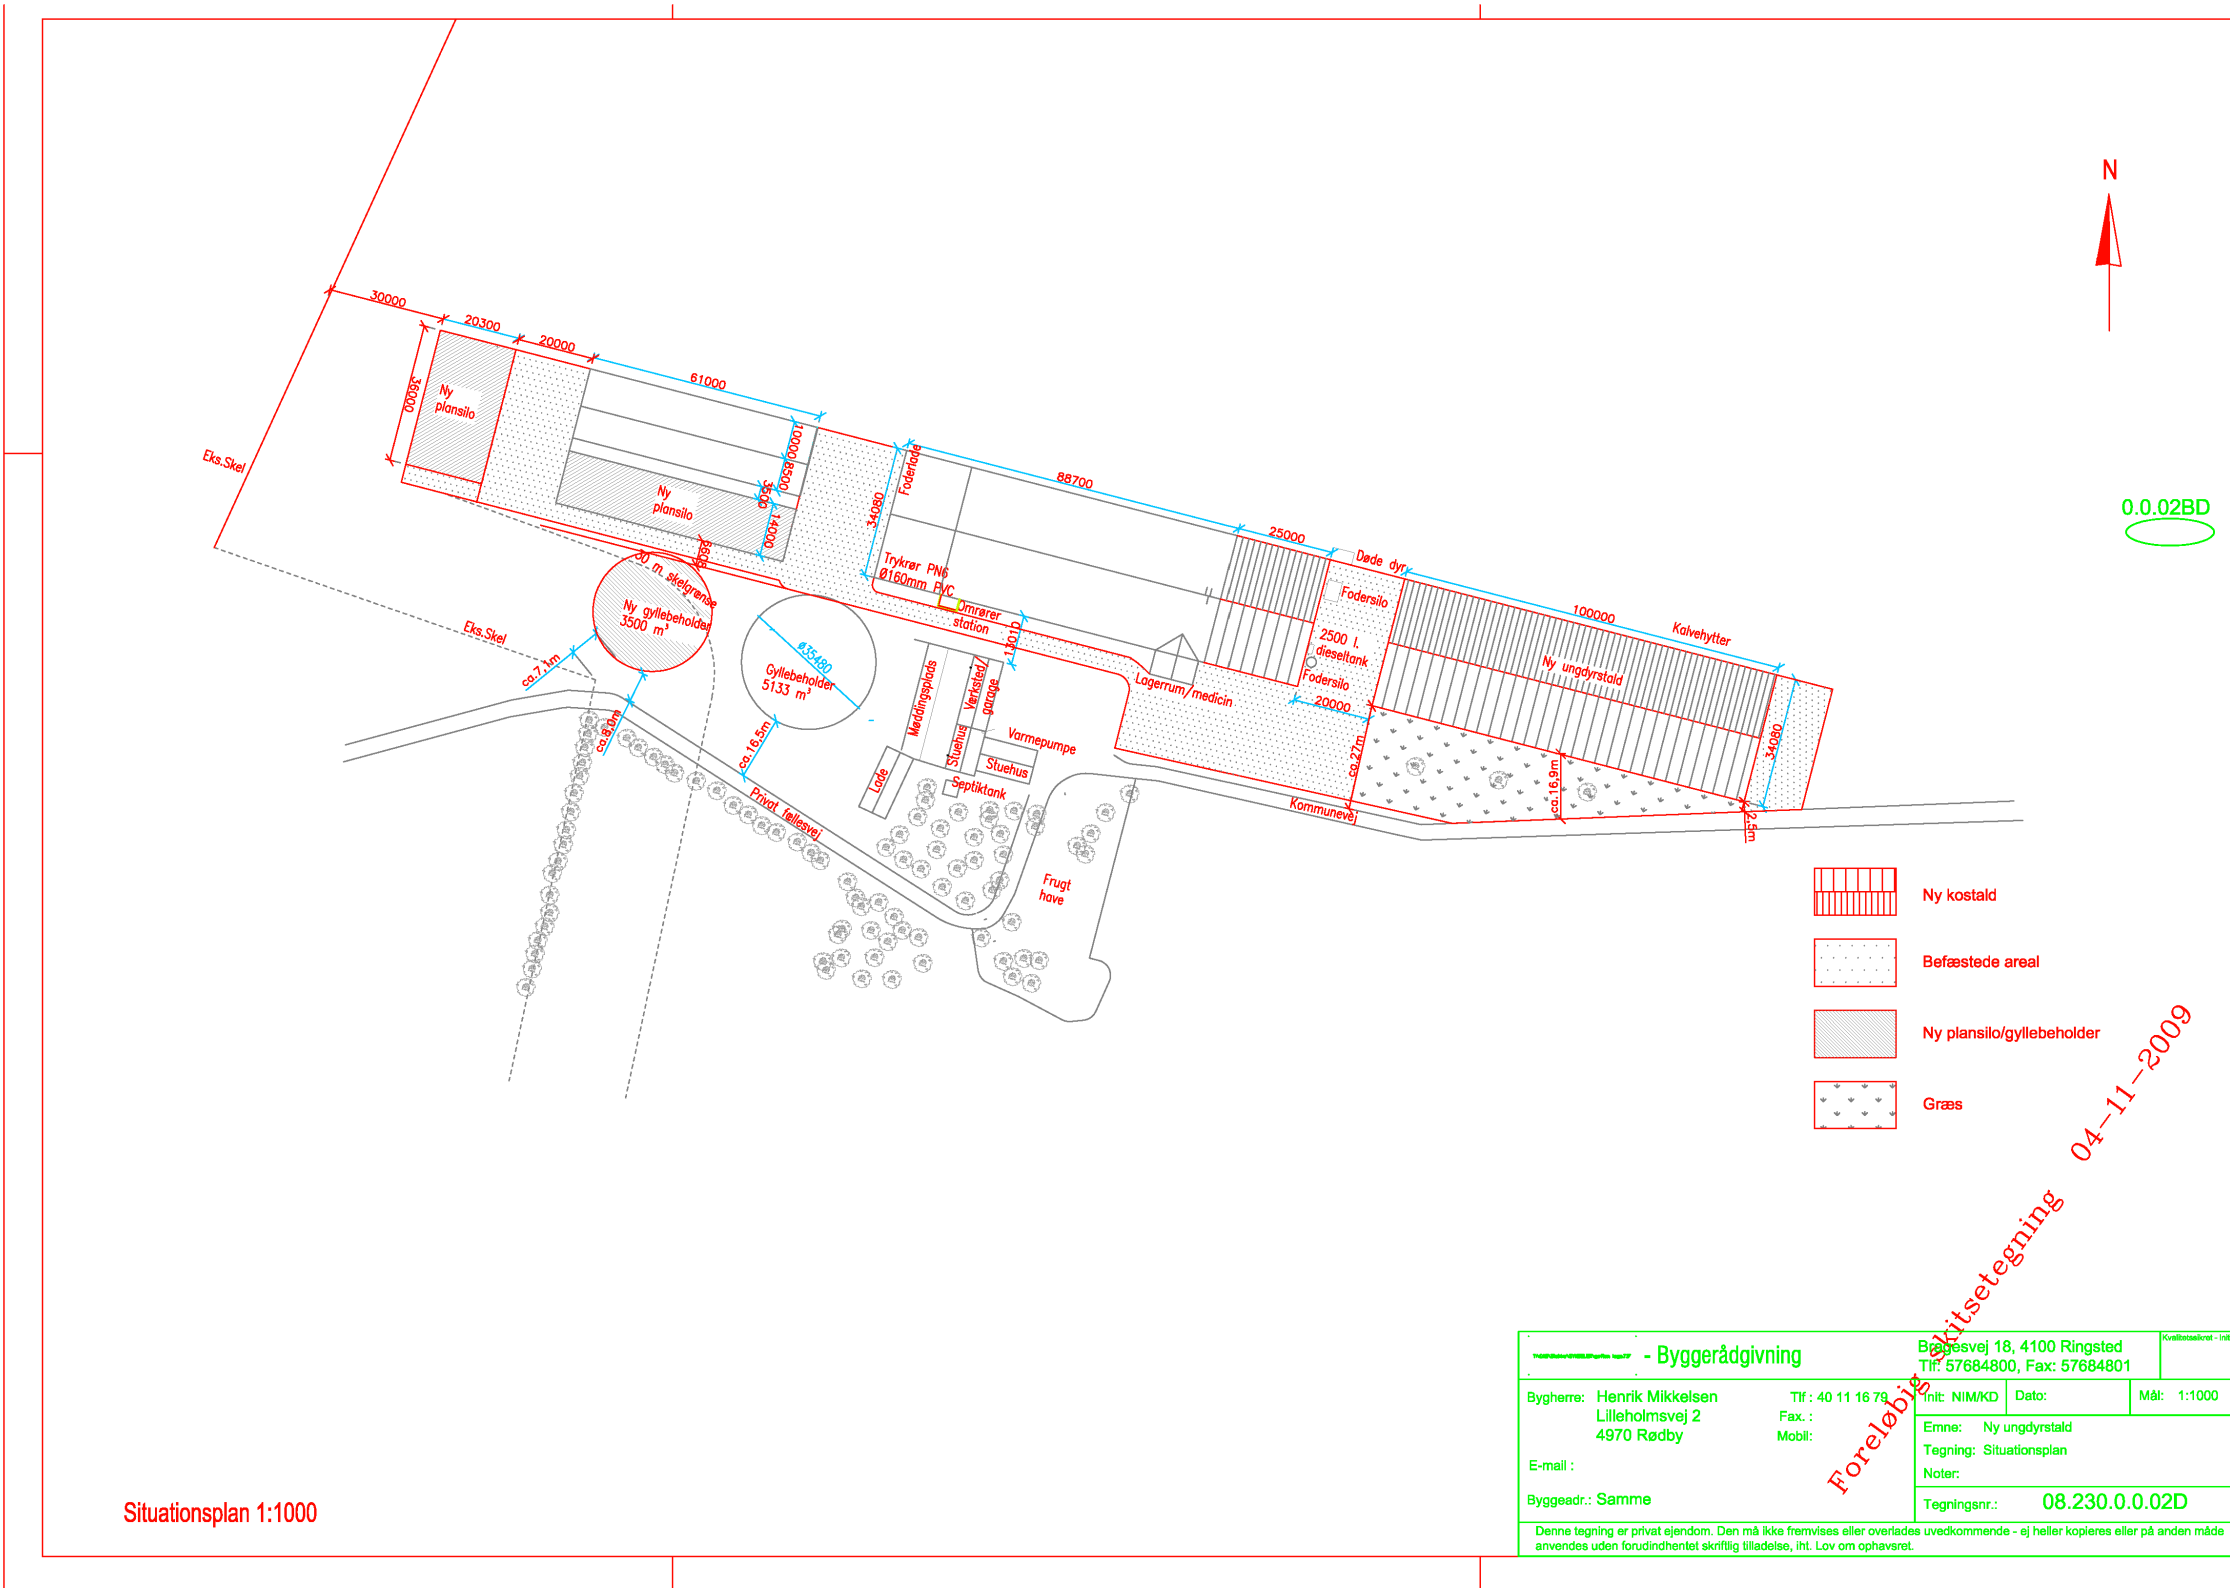 N
30000
20300
20000
61000
36000
Ny
plansilo
Eks.Skel
10000
8500
3500
14000
Ny
plansilo
6608
30 m skelgrense
Foderlade
88700
34080
25000
Døde dyr
Fodersilo
2500 l.
dieseltank
Fodersilo
20000
100000
Kalvehytter
Ny ungdyrstald
34080
0.0.02BD
Trykrør PN6
Ø160mm PVC
Omrører
station
13010
Ny gyllebeholder
3500 m³
Eks.Skel
ca.7,1m
ca.8,0m
ø35480
Gyllebeholder
5133 m³
ca.16,5m
Møddingsplads
Værksted/
garage
Stuehus
Varmepumpe
Stuehus
Septiktank
Lade
Lagerrum/medicin
Privat fællesvej
Kommunevej
ca.27m
ca.16,9m
2,5m
Frugt
have
Ny kostald
Befæstede areal
Ny plansilo/gyllebeholder
Græs
Foreløbig skitsetegning 04-11-2009
Situationsplan 1:1000
- Byggerådgivning
Bragesvej 18, 4100 Ringsted
Tlf: 57684800, Fax: 57684801
Kvalitetssikret - Init
Bygherre: Henrik Mikkelsen
Lilleholmsvej 2
4970 Rødby
Tlf : 40 11 16 79
Fax. :
Mobil:
E-mail :
Byggeadr.: Samme
Init: NIM/KD
Dato:
Mål: 1:1000
Emne: Ny ungdyrstald
Tegning: Situationsplan
Noter:
Tegningsnr.: 08.230.0.0.02D
Denne tegning er privat ejendom. Den må ikke fremvises eller overlades uvedkommende - ej heller kopieres eller på anden måde
anvendes uden forudindhentet skriftlig tilladelse, iht. Lov om ophavsret.